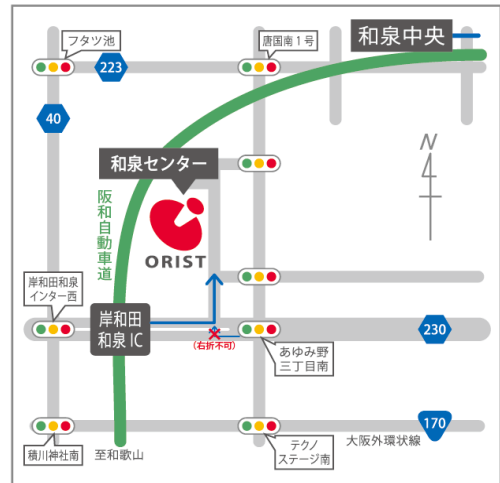 フタツ池
唐国南1号
和泉中央
223
40
和泉センター
N
阪和自動車道
ORIST
岸和田和泉
インター西
岸和田
和泉IC
(右折不可)
あゆみ野
三丁目南
230
170
大阪外環状線
積川神社南
至和歌山
テクノ
ステージ南